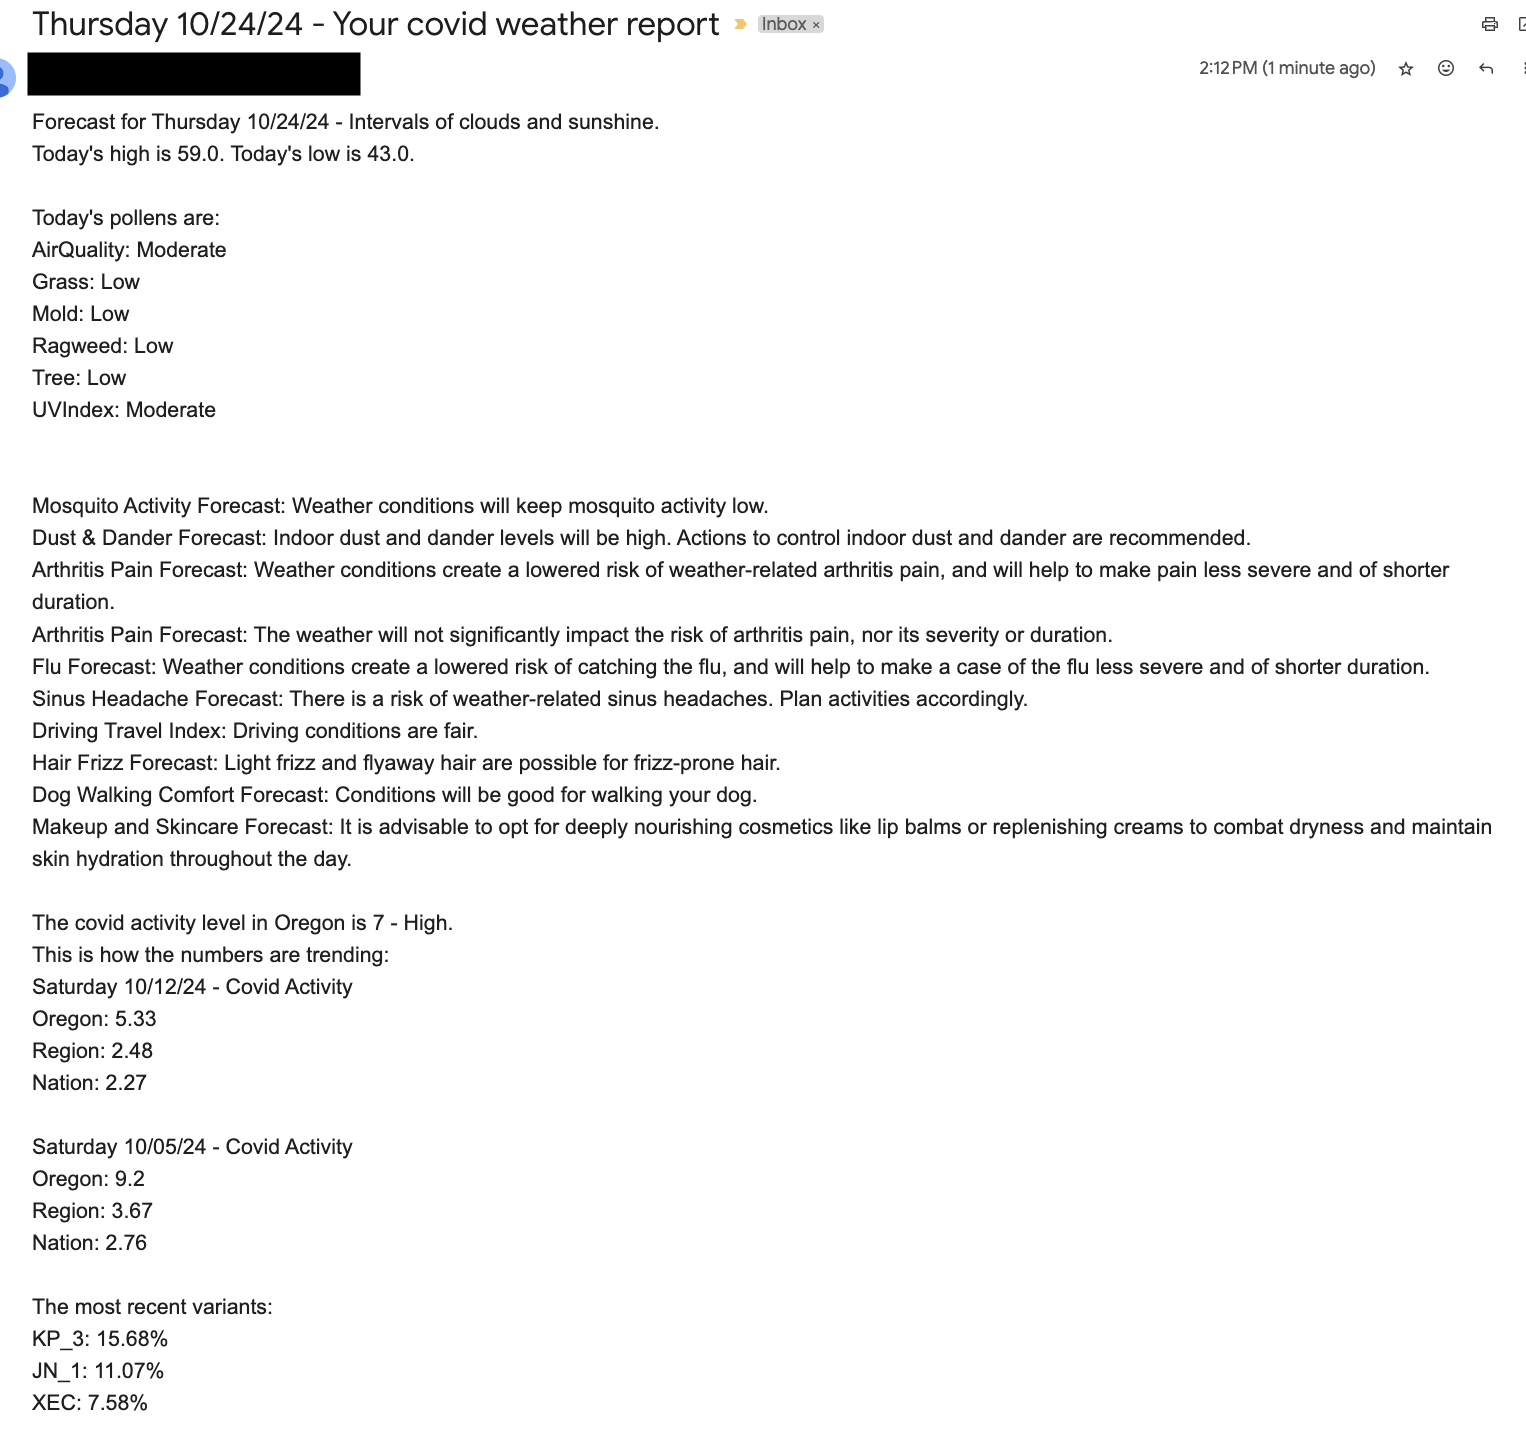 Thursday 10/24/24 - Your covid weather report Inbox ×
2:12 PM (1 minute ago)
Forecast for Thursday 10/24/24 - Intervals of clouds and sunshine.
Today's high is 59.0. Today's low is 43.0.
Today's pollens are:
AirQuality: Moderate
Grass: Low
Mold: Low
Ragweed: Low
Tree: Low
UVIndex: Moderate
Mosquito Activity Forecast: Weather conditions will keep mosquito activity low.
Dust & Dander Forecast: Indoor dust and dander levels will be high. Actions to control indoor dust and dander are recommended.
Arthritis Pain Forecast: Weather conditions create a lowered risk of weather-related arthritis pain, and will help to make pain less severe and of shorter
duration.
Arthritis Pain Forecast: The weather will not significantly impact the risk of arthritis pain, nor its severity or duration.
Flu Forecast: Weather conditions create a lowered risk of catching the flu, and will help to make a case of the flu less severe and of shorter duration.
Sinus Headache Forecast: There is a risk of weather-related sinus headaches. Plan activities accordingly.
Driving Travel Index: Driving conditions are fair.
Hair Frizz Forecast: Light frizz and flyaway hair are possible for frizz-prone hair.
Dog Walking Comfort Forecast: Conditions will be good for walking your dog.
Makeup and Skincare Forecast: It is advisable to opt for deeply nourishing cosmetics like lip balms or replenishing creams to combat dryness and maintain
skin hydration throughout the day.
The covid activity level in Oregon is 7 - High.
This is how the numbers are trending:
Saturday 10/12/24 - Covid Activity
Oregon: 5.33
Region: 2.48
Nation: 2.27
Saturday 10/05/24 - Covid Activity
Oregon: 9.2
Region: 3.67
Nation: 2.76
The most recent variants:
KP_3: 15.68%
JN_1: 11.07%
XEC: 7.58%